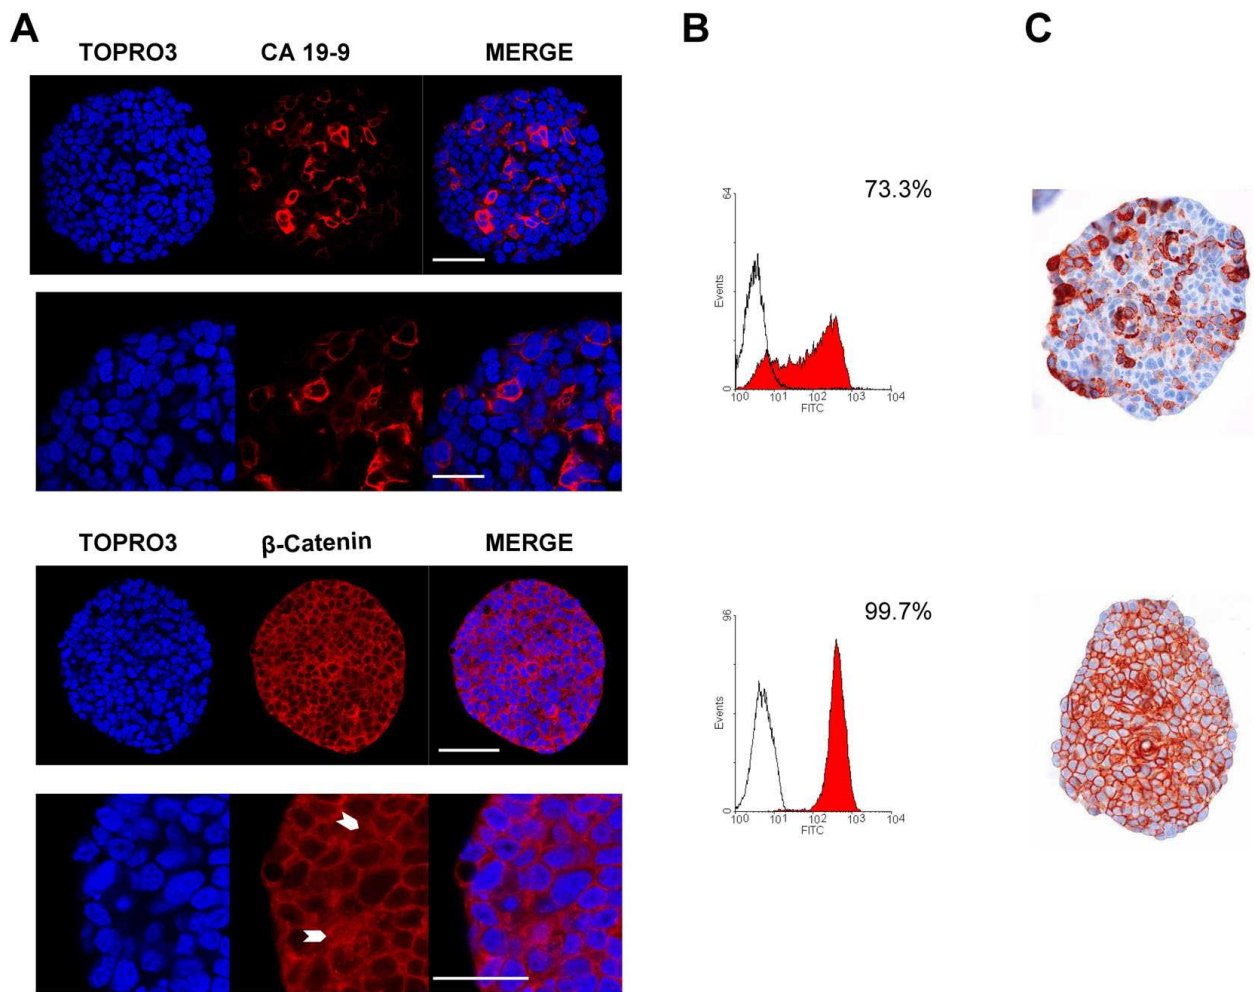 A
B
C
TOPRO3 CA 19-9 MERGE
73.3%
64
Events
0
10⁰ 10¹ 10² 10³ 10⁴
FITC
TOPRO3 β-Catenin MERGE
99.7%
96
Events
0
10⁰ 10¹ 10² 10³ 10⁴
FITC